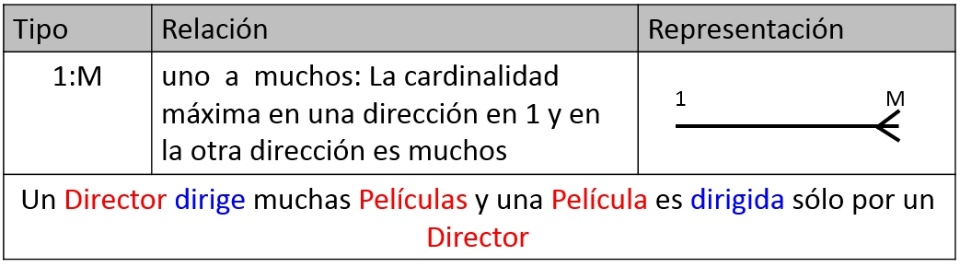 Tipo Relación Representación
1:M uno a muchos: La cardinalidad
máxima en una dirección en 1 y en
la otra dirección es muchos
1 M
Un Director dirige muchas Películas y una Película es dirigida sólo por un
Director